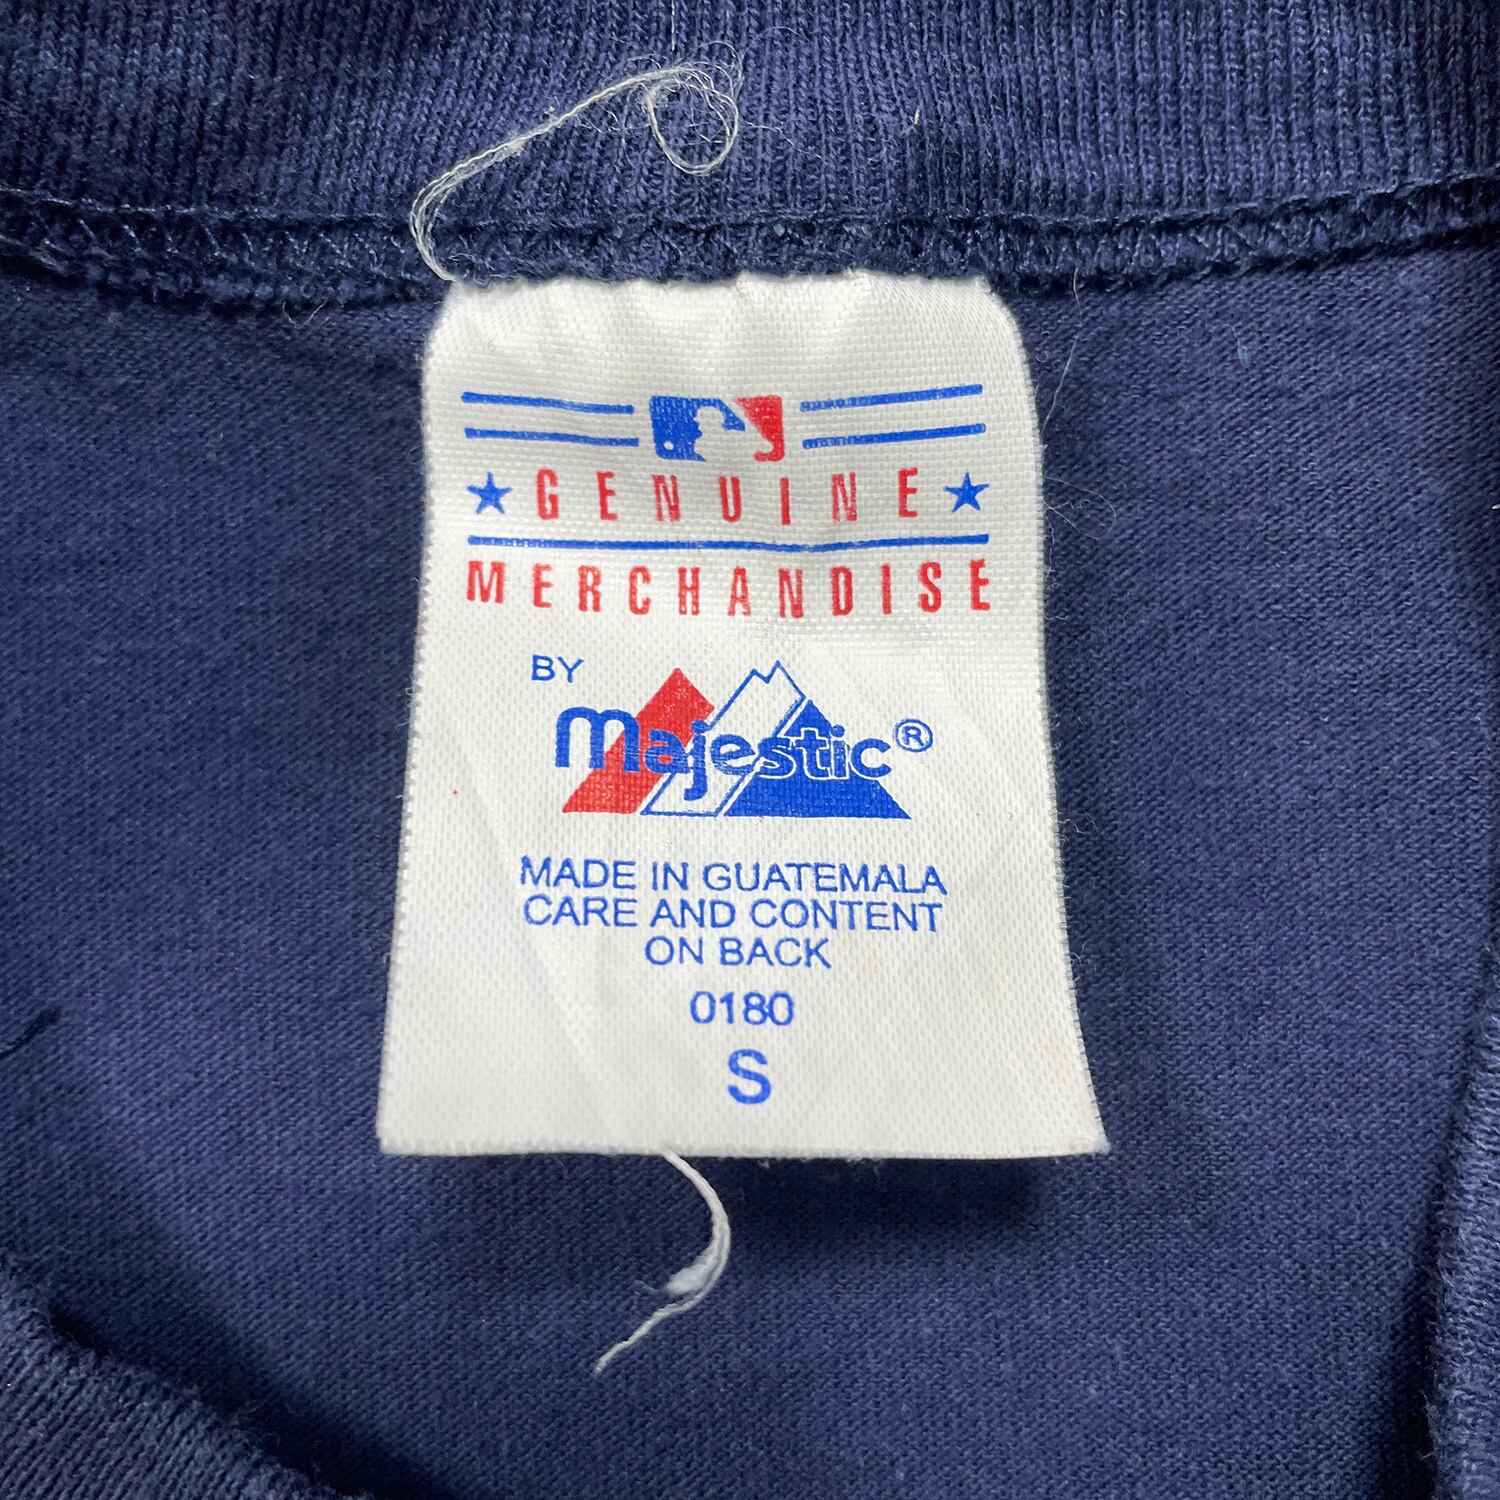 GENUINE
MERCHANDISE
BY
Majestic®
MADE IN GUATEMALA
CARE AND CONTENT
ON BACK
0180
S